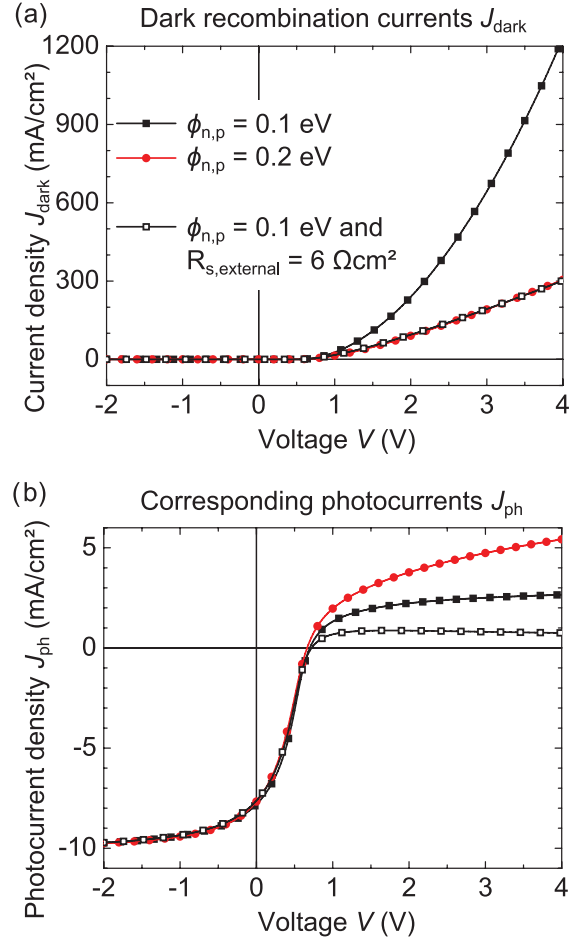 (a) Dark recombination currents J_dark
Current density J_dark (mA/cm²)
1200
900
600
300
0
ϕ_n,p = 0.1 eV
ϕ_n,p = 0.2 eV
ϕ_n,p = 0.1 eV and
R_s,external = 6 Ωcm²
-2 -1 0 1 2 3 4
Voltage V (V)
(b) Corresponding photocurrents J_ph
Photocurrent density J_ph (mA/cm²)
5
0
-5
-10
-2 -1 0 1 2 3 4
Voltage V (V)